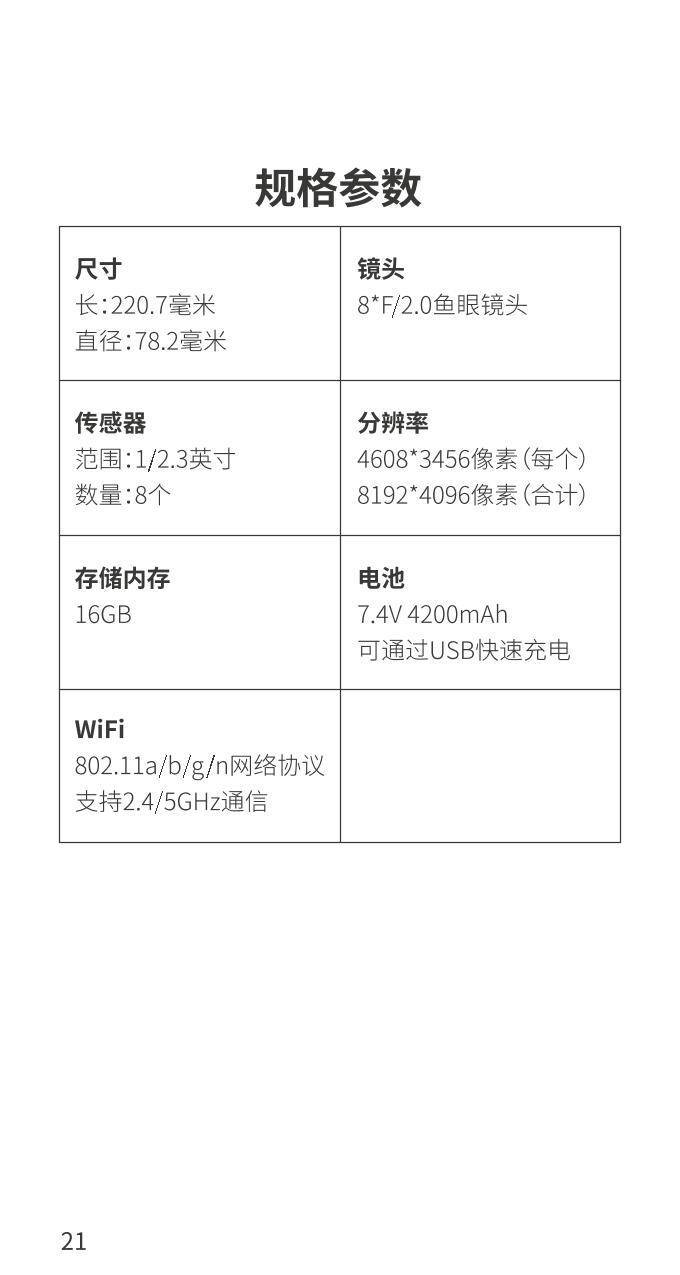 规格参数
尺寸
长：220.7毫米
直径：78.2毫米
镜头
8*F/2.0鱼眼镜头
传感器
范围：1/2.3英寸
数量：8个
分辨率
4608*3456像素（每个）
8192*4096像素（合计）
存储内存
16GB
电池
7.4V 4200mAh
可通过USB快速充电
WiFi
802.11a/b/g/n网络协议
支持2.4/5GHz通信
21